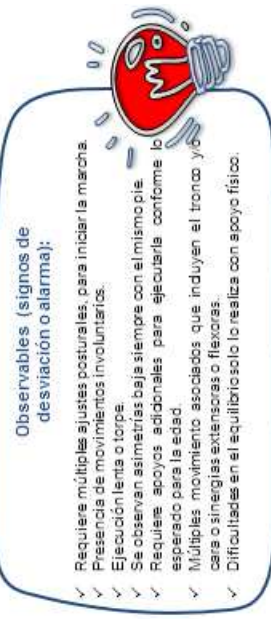 Observables (signos de
desviación o alarma):
✓ Requiere múltiples ajustes posturales, para iniciar la marcha.
✓ Presencia de movimientos involuntarios.
✓ Ejecución lenta o torpe.
✓ Se observan asimetrías baja siempre con el mismo pie.
✓ Requiere apoyos adicionales para ejecutarla conforme lo
esperado para la edad.
✓ Múltiples movimiento asociados que incluyen el tronco y/ó
cara o sinergias extensoras o flexoras.
✓ Dificultades en el equilibrio solo lo realiza con apoyo físico.